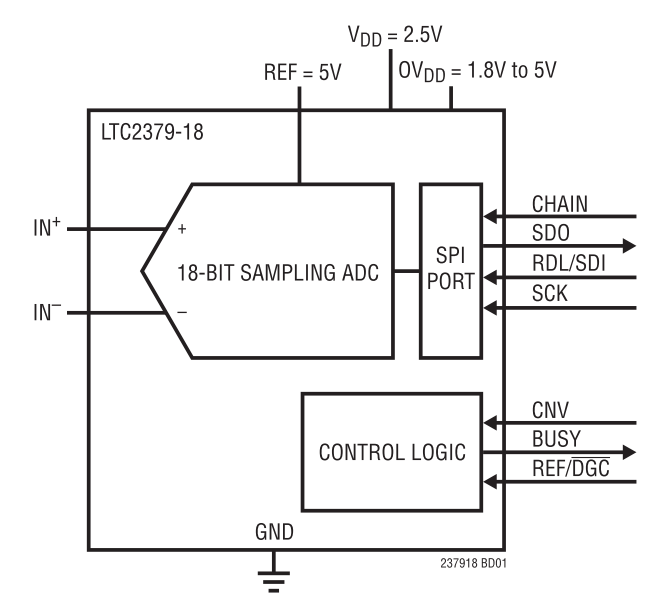 V_DD = 2.5V
REF = 5V
OV_DD = 1.8V to 5V
LTC2379-18
IN⁺
+
18-BIT SAMPLING ADC
IN⁻
–
SPI
PORT
CHAIN
SDO
RDL/SDI
SCK
CONTROL LOGIC
CNV
BUSY
REF/D̅G̅C̅
GND
237918 BD01